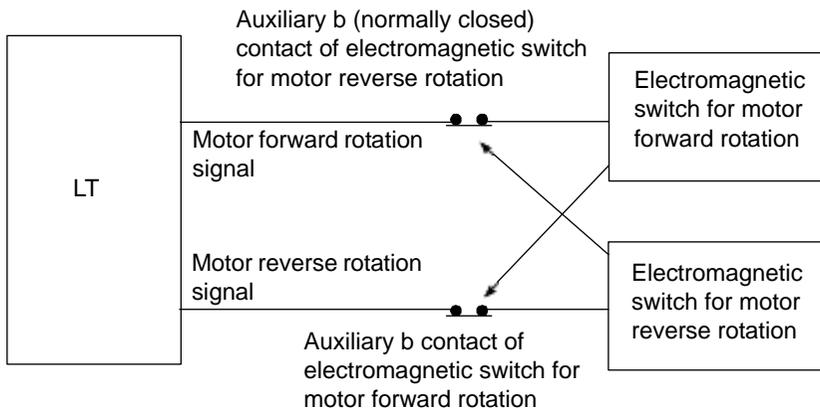 Auxiliary b (normally closed)
contact of electromagnetic switch
for motor reverse rotation
Electromagnetic
switch for motor
forward rotation
Motor forward rotation
signal
LT
Motor reverse rotation
signal
Electromagnetic
switch for motor
reverse rotation
Auxiliary b contact of
electromagnetic switch for
motor forward rotation